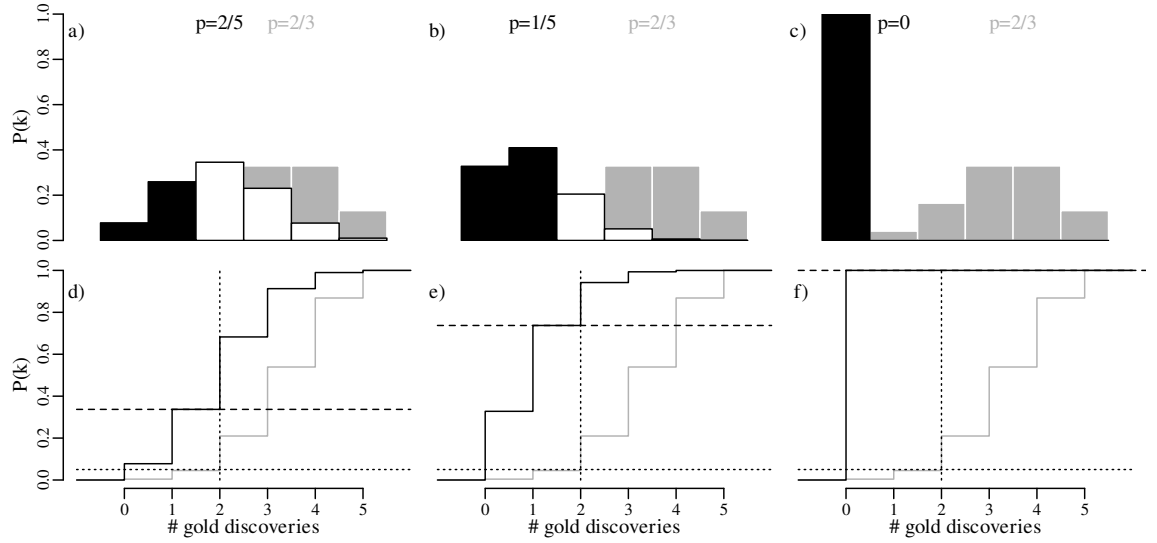 a) p=2/5 p=2/3
b) p=1/5 p=2/3
c) p=0 p=2/3
P(k)
1.0
0.8
0.6
0.4
0.2
0.0
d)
e)
f)
P(k)
1.0
0.8
0.6
0.4
0.2
0.0
0 1 2 3 4 5
# gold discoveries
0 1 2 3 4 5
# gold discoveries
0 1 2 3 4 5
# gold discoveries